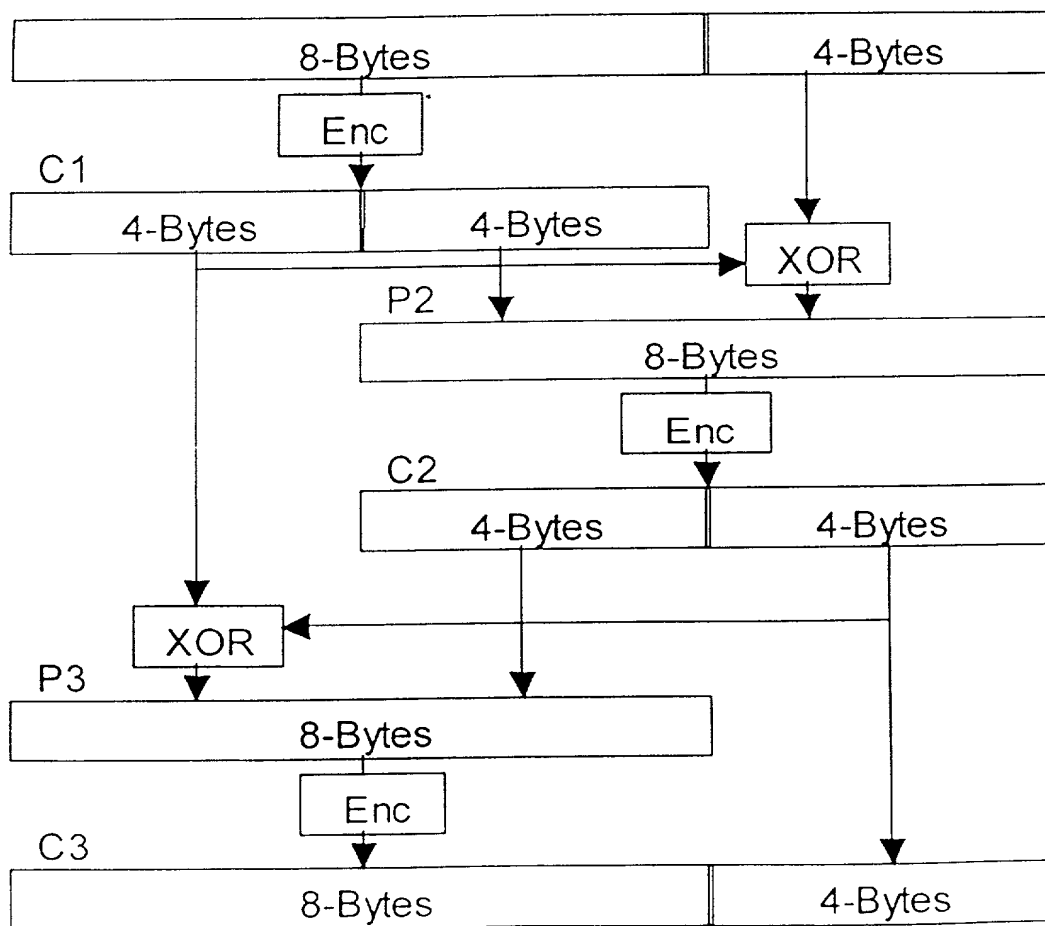 8-Bytes 4-Bytes
Enc
C1
4-Bytes 4-Bytes
XOR
P2
8-Bytes
Enc
C2
4-Bytes 4-Bytes
XOR
P3
8-Bytes
Enc
C3
8-Bytes 4-Bytes